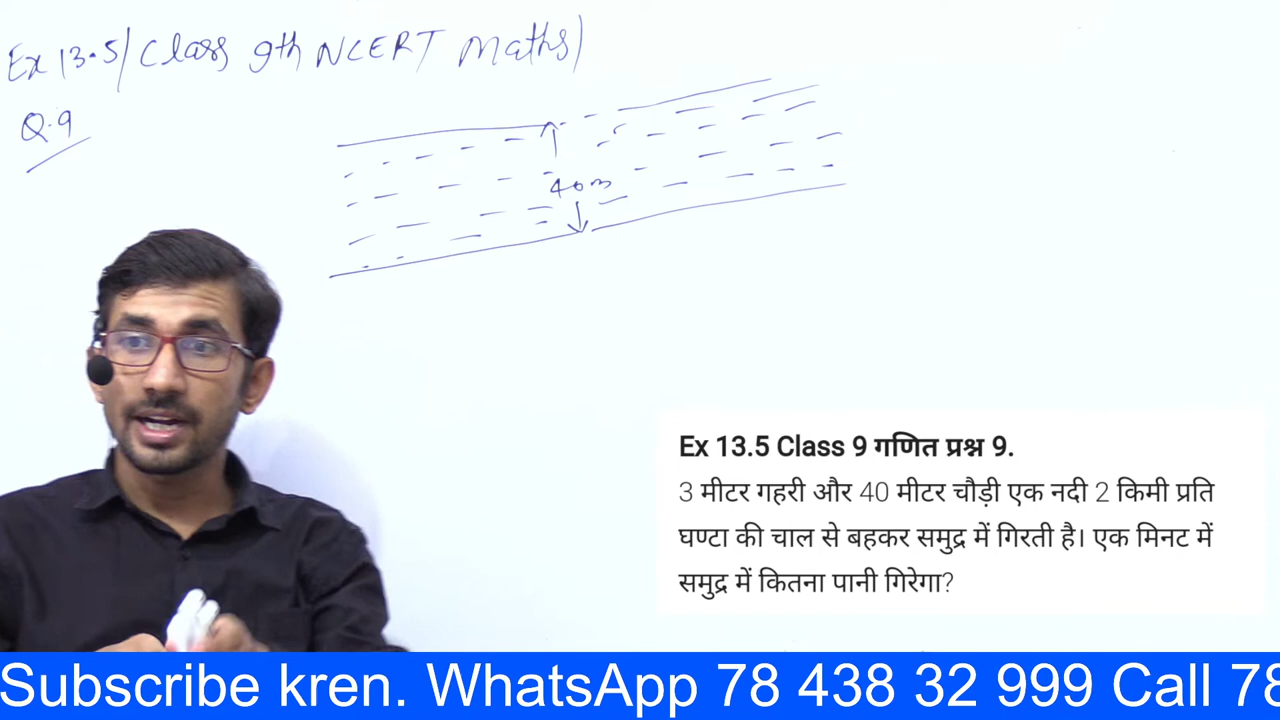 Ex 13.5/ Class 9th NCERT Maths)
Q.9
40m
Ex 13.5 Class 9 गणित प्रश्न 9.
3 मीटर गहरी और 40 मीटर चौड़ी एक नदी 2 किमी प्रति
घण्टा की चाल से बहकर समुद्र में गिरती है। एक मिनट में
समुद्र में कितना पानी गिरेगा?
Subscribe kren. WhatsApp 78 438 32 999 Call 78